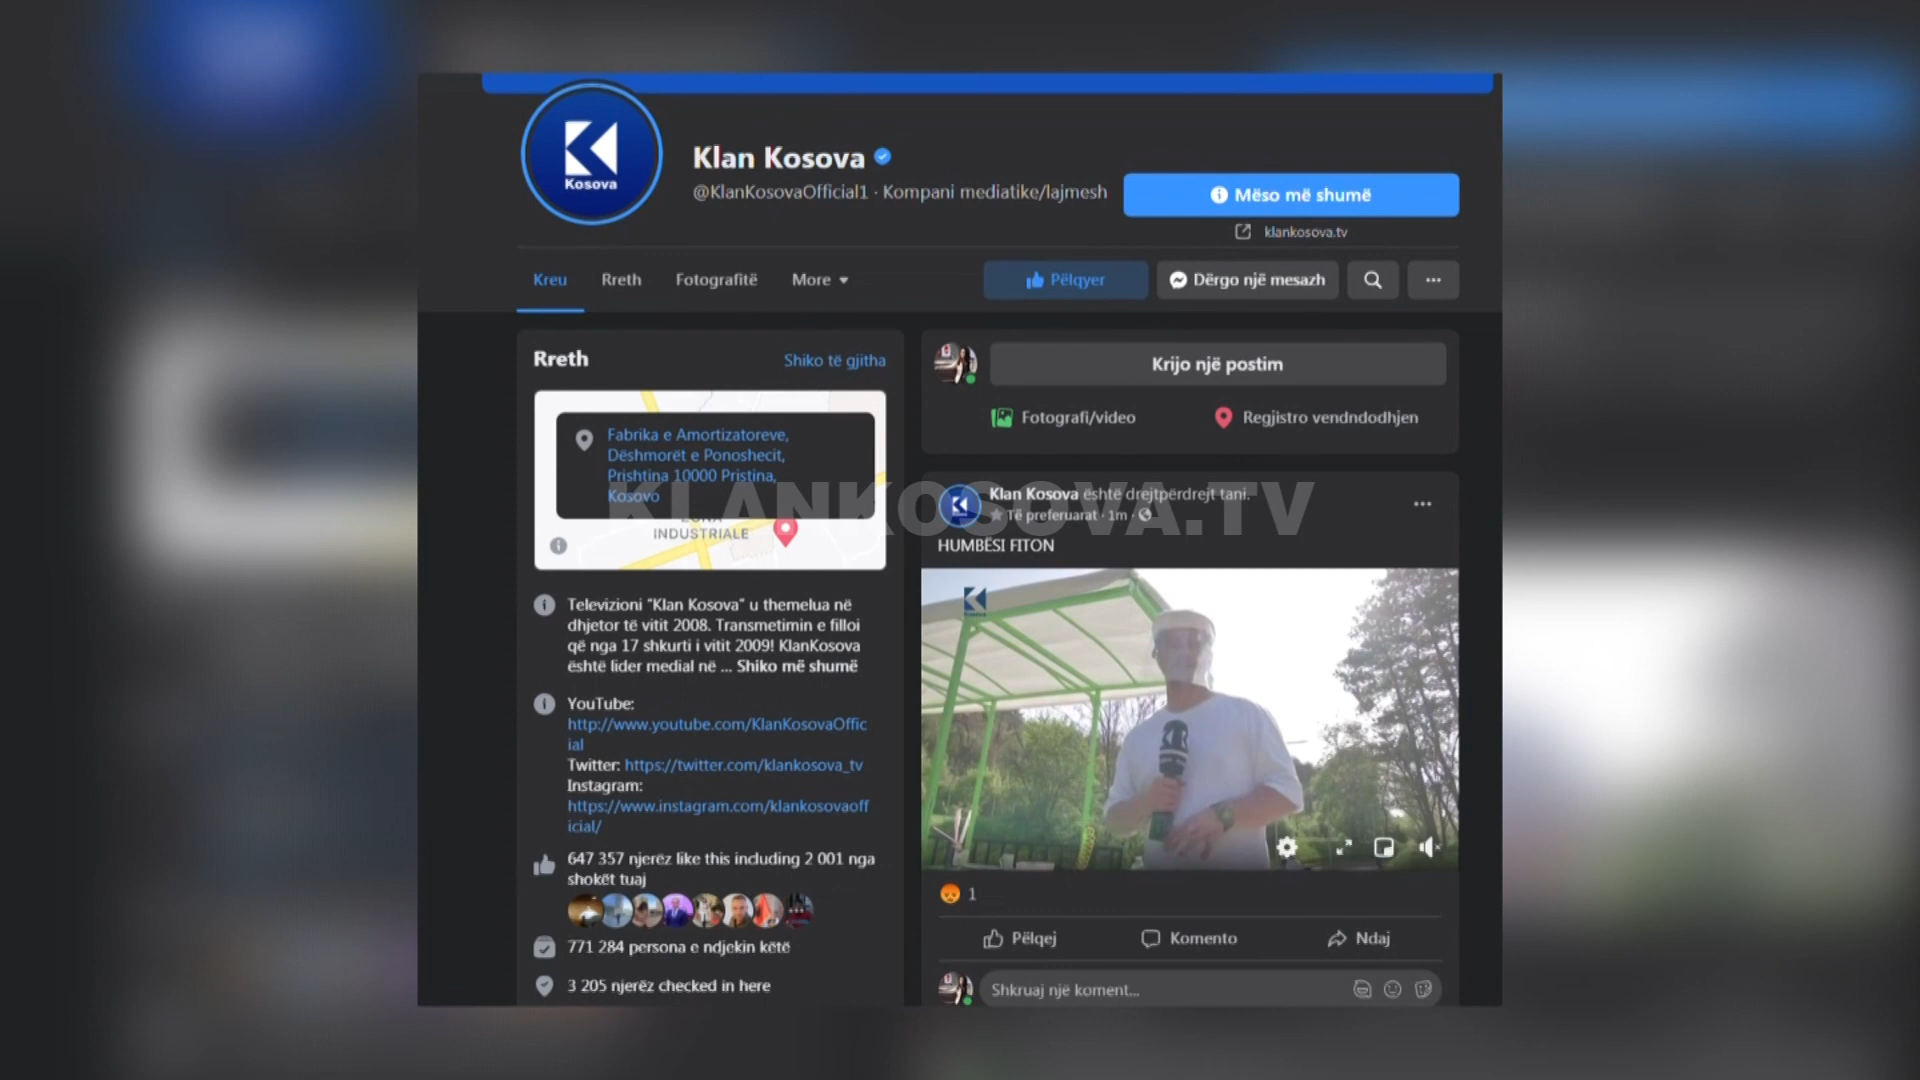 Kosova
Klan Kosova
@KlanKosovaOfficial1 · Kompani mediatike/lajmesh
Mëso më shumë
klankosova.tv
Kreu
Rreth
Fotografitë
More
Pëlqyer
Dërgo një mesazh
Rreth
Shiko të gjitha
Fabrika e Amortizatoreve,
Dëshmorët e Ponoshecit,
Prishtina 10000 Pristina,
Kosovo
ZONA
INDUSTRIALE
Televizioni “Klan Kosova” u themelua në
dhjetor të vitit 2008. Transmetimin e filloi
që nga 17 shkurti i vitit 2009! KlanKosova
është lider medial në ... Shiko më shumë
YouTube:
http://www.youtube.com/KlanKosovaOffic
ial
Twitter: https://twitter.com/klankosova_tv
Instagram:
https://www.instagram.com/klankosovaoff
icial/
647 357 njerëz like this including 2 001 nga
shokët tuaj
771 284 persona e ndjekin këtë
3 205 njerëz checked in here
Krijo një postim
Fotografi/video
Regjistro vendndodhjen
Klan Kosova është drejtpërdrejt tani.
Të preferuarat · 1m ·
KLANKOSOVA.TV
HUMBËSI FITON
Kosova
1
Pëlqej
Komento
Ndaj
Shkruaj një koment...